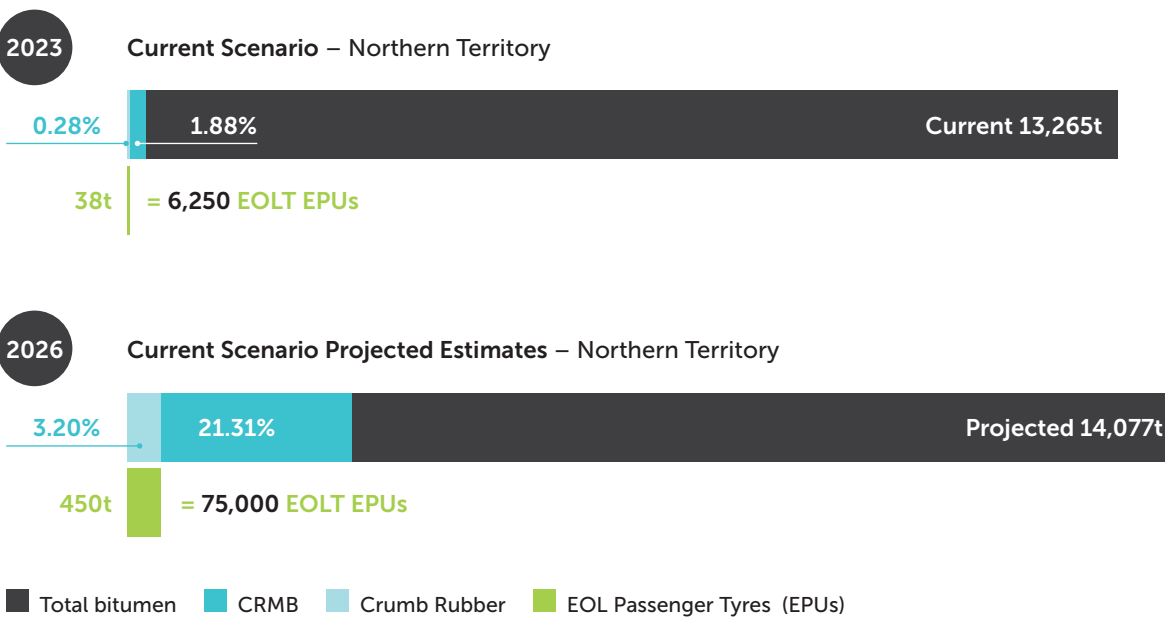 2023
Current Scenario – Northern Territory
0.28%
1.88%
Current 13,265t
38t
= 6,250 EOLT EPUs
2026
Current Scenario Projected Estimates – Northern Territory
3.20%
21.31%
Projected 14,077t
450t
= 75,000 EOLT EPUs
Total bitumen CRMB Crumb Rubber EOL Passenger Tyres (EPUs)